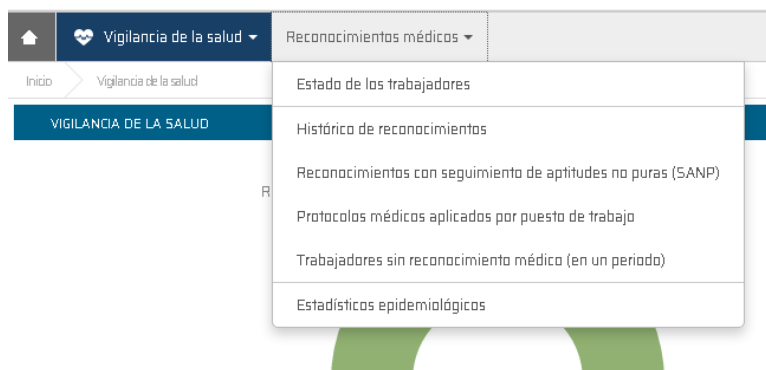 Vigilancia de la salud
Reconocimientos médicos
Inicio
Vigilancia de la salud
VIGILANCIA DE LA SALUD
R
Estado de los trabajadores
Histórico de reconocimientos
Reconocimientos con seguimiento de aptitudes no puras (SANP)
Protocolos médicos aplicados por puesto de trabajo
Trabajadores sin reconocimiento médico (en un periodo)
Estadísticos epidemiológicos